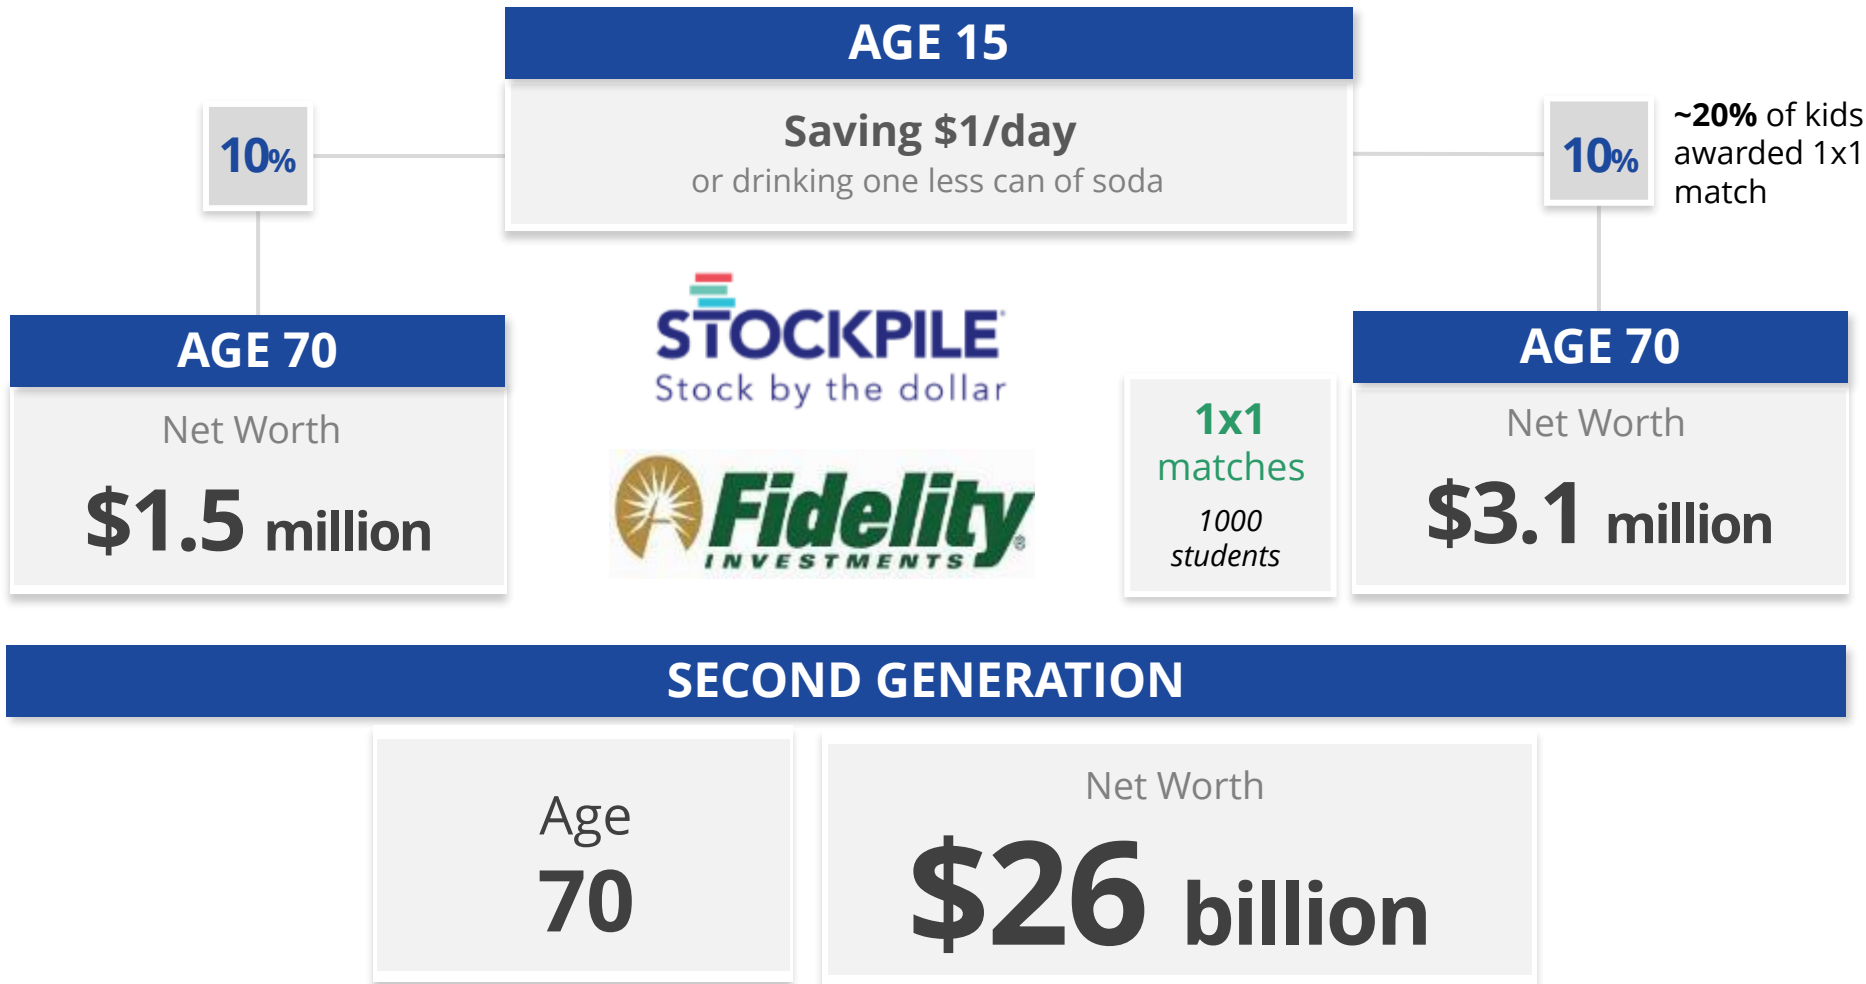 AGE 15
Saving $1/day
or drinking one less can of soda
10%
10%
~20% of kids
awarded 1x1
match
AGE 70
Net Worth
$1.5 million
STOCKPILE
Stock by the dollar
Fidelity
INVESTMENTS
®
1x1
matches
1000
students
AGE 70
Net Worth
$3.1 million
SECOND GENERATION
Age
70
Net Worth
$26 billion